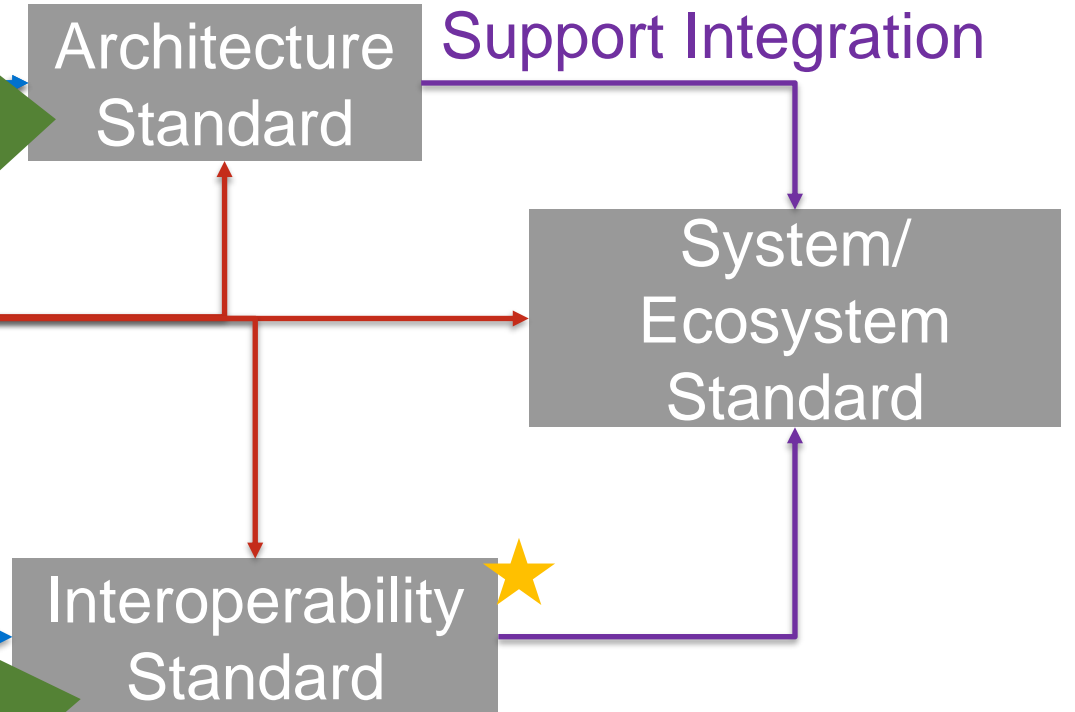 Architecture
Standard
Support Integration
System/
Ecosystem
Standard
Interoperability
Standard